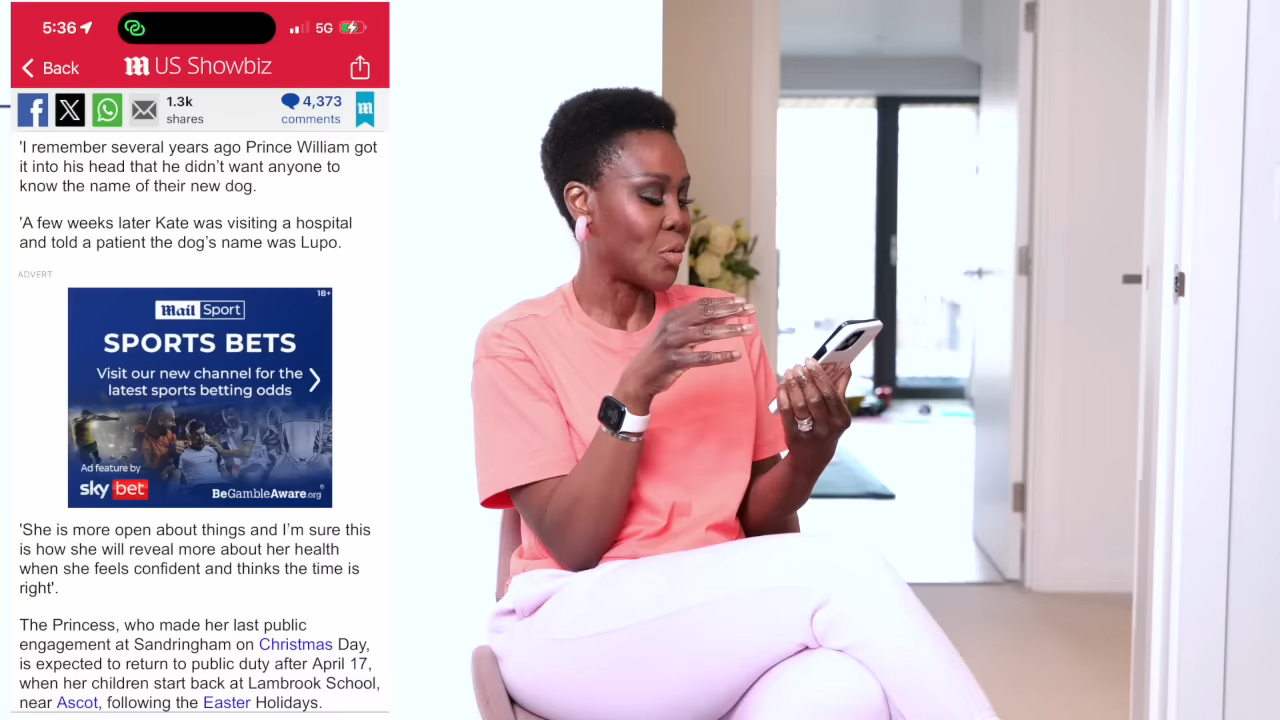 5:36
5G
Back
m US Showbiz
1.3k
shares
4,373
comments
'I remember several years ago Prince William got
it into his head that he didn't want anyone to
know the name of their new dog.
'A few weeks later Kate was visiting a hospital
and told a patient the dog's name was Lupo.
ADVERT
18+
Mail Sport
SPORTS BETS
Visit our new channel for the
latest sports betting odds
Ad feature by
sky bet
BeGambleAware.org®
'She is more open about things and I'm sure this
is how she will reveal more about her health
when she feels confident and thinks the time is
right'.
The Princess, who made her last public
engagement at Sandringham on Christmas Day,
is expected to return to public duty after April 17,
when her children start back at Lambrook School,
near Ascot, following the Easter Holidays.